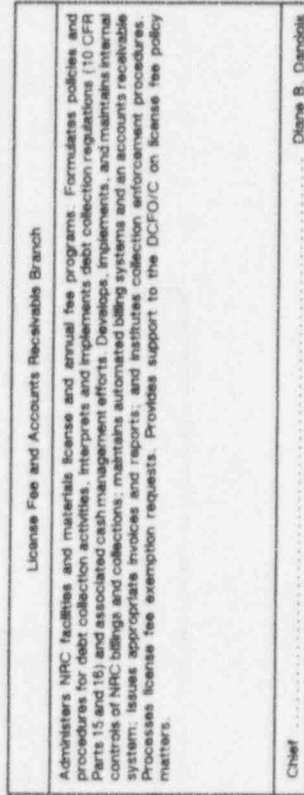 License Fee and Accounts Receivable Branch
Administers NRC facilities and materials license and annual fee programs. Formulates policies and
procedures for debt collection activities, interprets and implements debt collection regulations (10 CFR
Parts 15 and 16) and associated cash management efforts. Develops, implements, and maintains internal
controls of NRC billings and collections; maintains automated billing systems and an accounts receivable
system; issues appropriate invoices and reports; and institutes collection enforcement procedures.
Processes license fee exemption requests. Provides support to the DCFO/C on license fee policy
matters.
Chief ........................ Diane B. Dandois